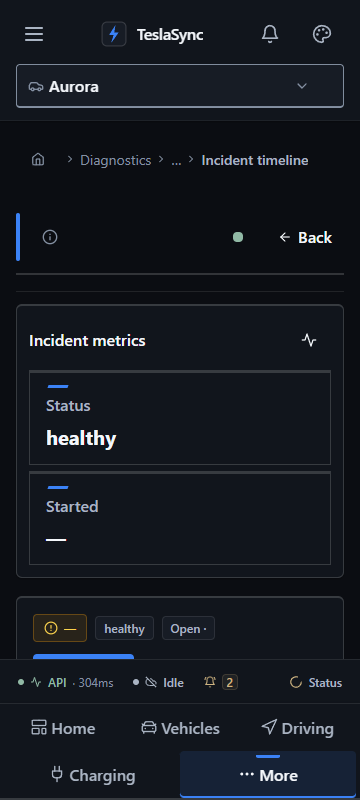 TeslaSync
Aurora
Diagnostics ... Incident timeline
Back
Incident metrics
Status
healthy
Started
—
— healthy Open ·
API · 304ms Idle 2 Status
Home Vehicles Driving
Charging More